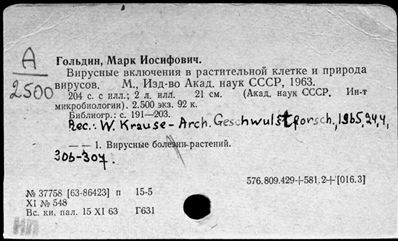 А
2500
Гольдин, Марк Иосифович.
Вирусные включения в растительной клетке и природа
вирусов. М., Изд-во Акад. наук СССР, 1963.
204 с. с илл.; 2 л. илл. 21 см. (Акад. наук СССР. Ин-т
микробиологии). 2.500 экз. 92 к.
Библиогр.: с. 191—203.
Rec.: W. Krause - Arch. Geschwulstforsch., 1965, 24, 4,
— — 1. Вирусные болезни растений.
306-307.
576.809.429+581.2+[016.3]
№ 37758 [63-86423] п 15-5
XI № 548
Вс. кн. пал. 15 XI 63 Г631